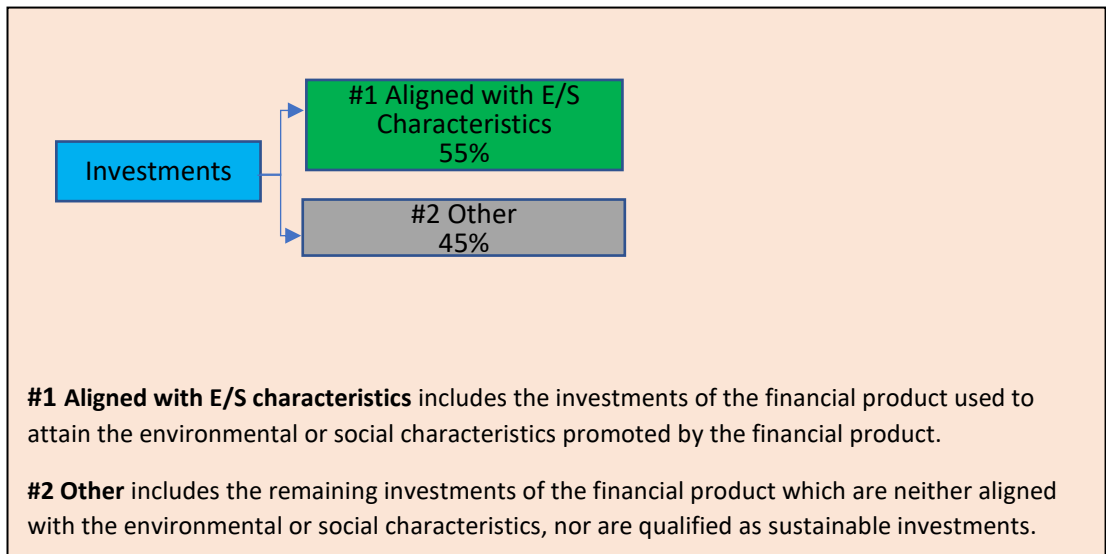 #1 Aligned with E/S
Characteristics
55%
Investments
#2 Other
45%
#1 Aligned with E/S characteristics includes the investments of the financial product used to
attain the environmental or social characteristics promoted by the financial product.
#2 Other includes the remaining investments of the financial product which are neither aligned
with the environmental or social characteristics, nor are qualified as sustainable investments.